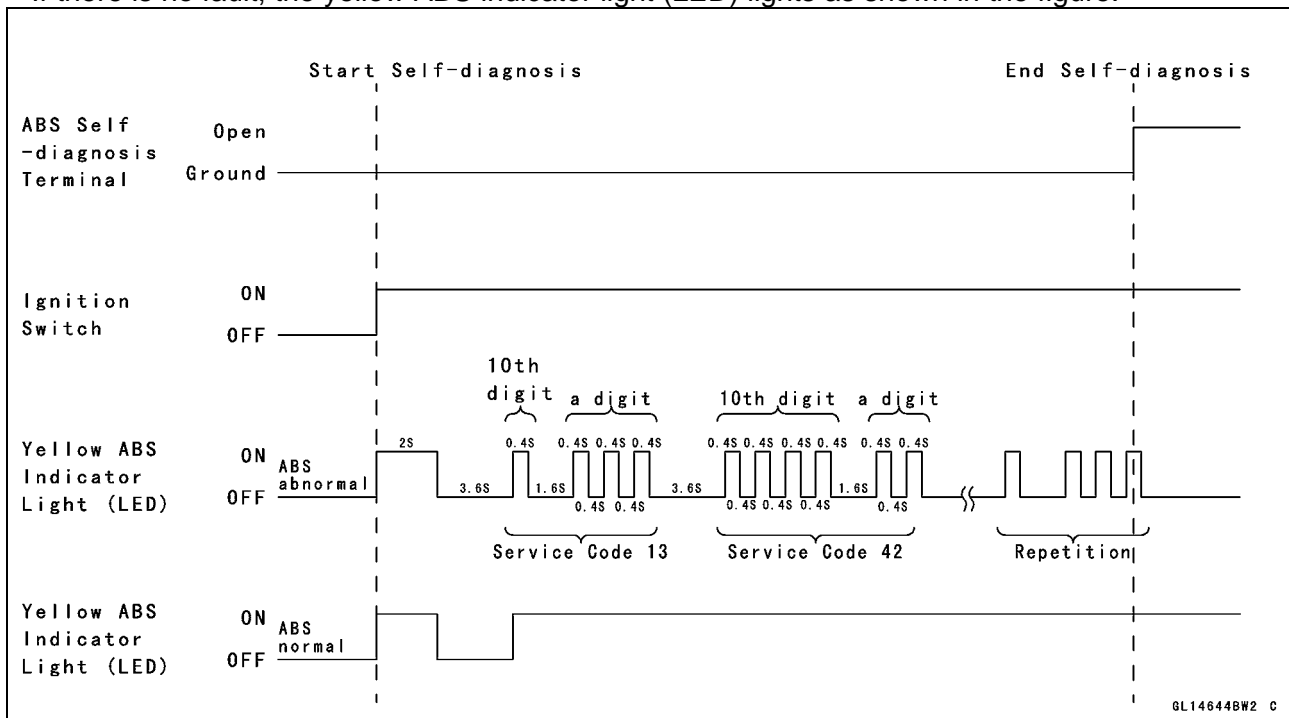 If there is no fault, the yellow ABS indicator light (LED) lights as shown in the figure.
Start Self-diagnosis
End Self-diagnosis
ABS Self
-diagnosis
Terminal
Open
Ground
Ignition
Switch
ON
OFF
10th
digit
a digit
10th digit
a digit
Yellow ABS
Indicator
Light (LED)
ON
OFF
ABS
abnormal
2S
3.6S
0.4S
1.6S
0.4S 0.4S 0.4S
0.4S 0.4S
3.6S
0.4S 0.4S 0.4S 0.4S
0.4S 0.4S 0.4S
1.6S
0.4S 0.4S
0.4S
Service Code 13
Service Code 42
Repetition
Yellow ABS
Indicator
Light (LED)
ON
OFF
ABS
normal
GL14644BW2 C